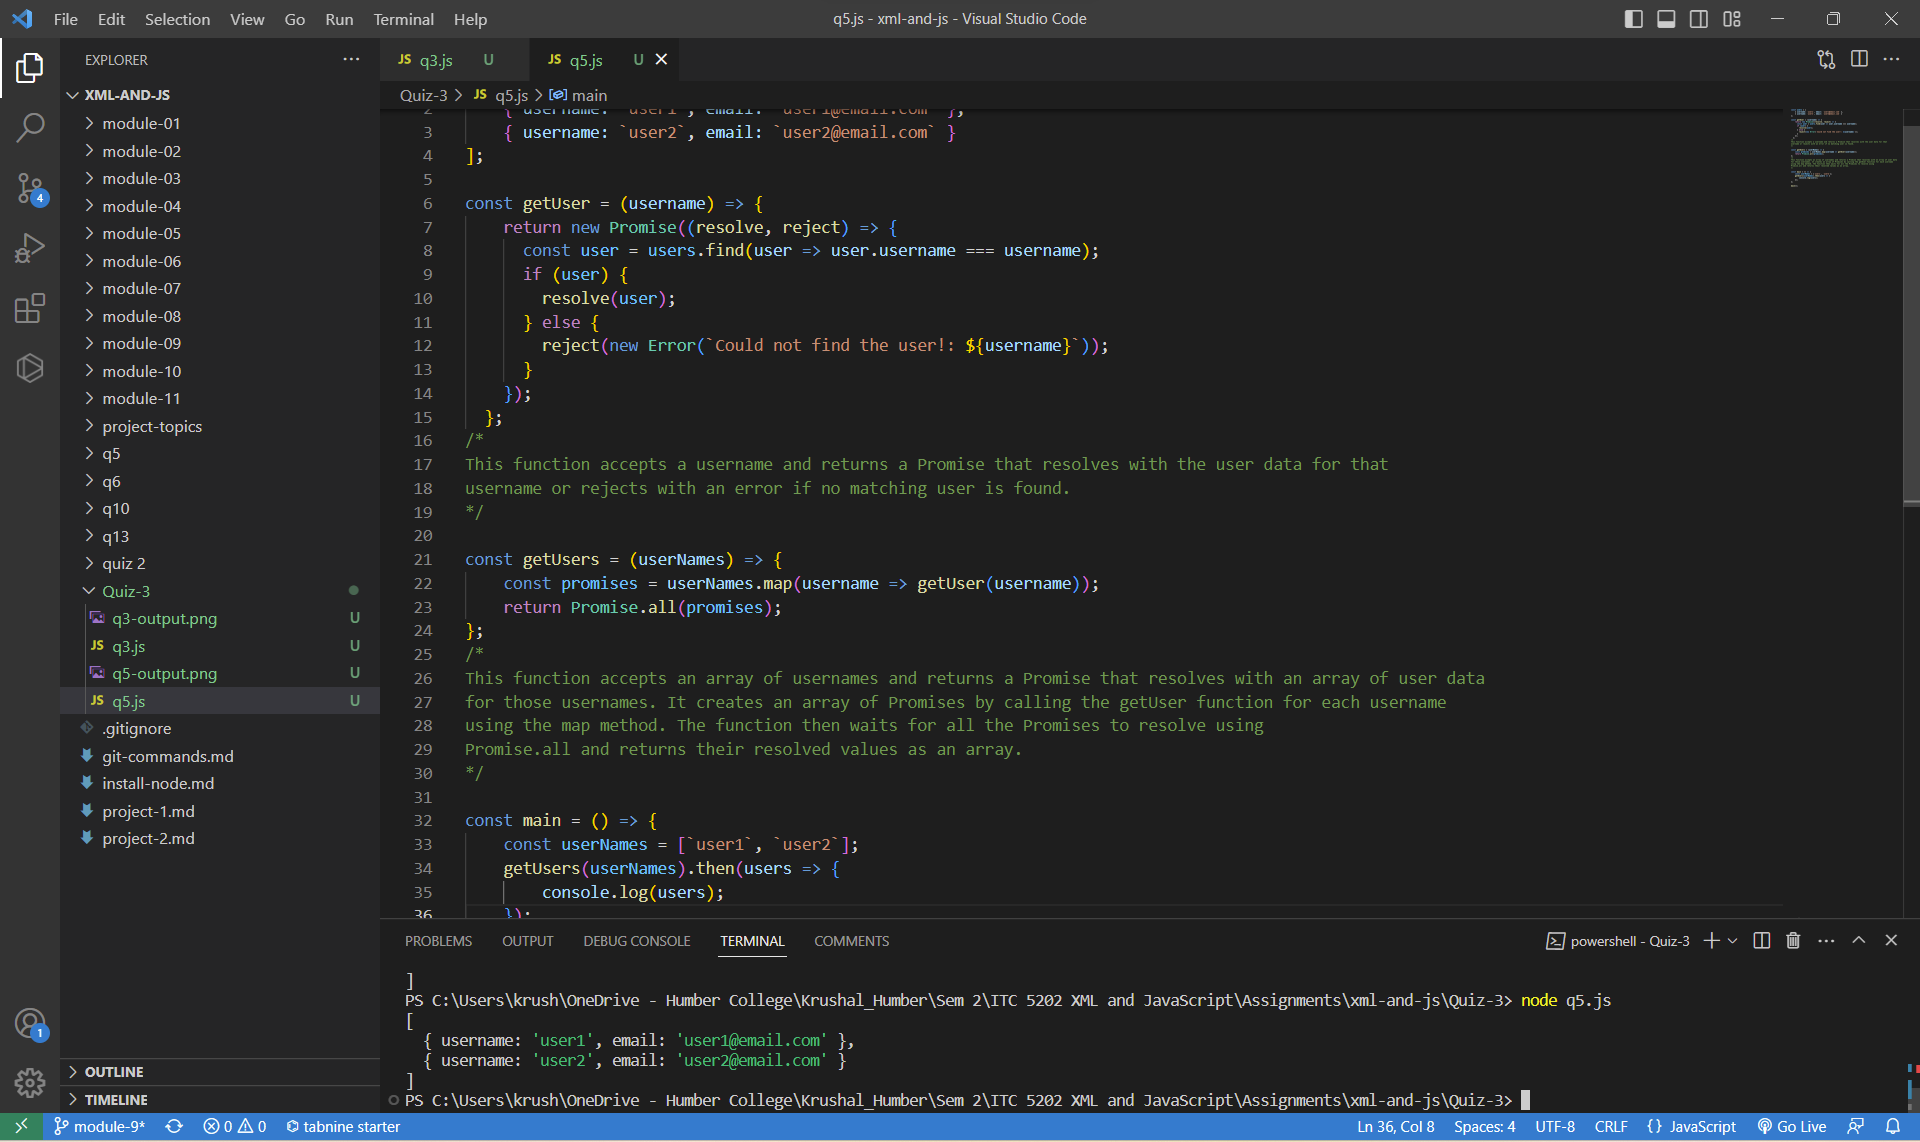 File Edit Selection View Go Run Terminal Help q5.js - xml-and-js - Visual Studio Code
EXPLORER
JS q3.js U JS q5.js U
XML-AND-JS
Quiz-3 > JS q5.js > main
module-01
module-02
module-03
module-04
module-05
module-06
module-07
module-08
module-09
module-10
module-11
project-topics
q5
q6
q10
q13
quiz 2
Quiz-3
q3-output.png U
JS q3.js U
q5-output.png U
JS q5.js U
.gitignore
git-commands.md
install-node.md
project-1.md
project-2.md
OUTLINE
TIMELINE
4
1
2 { username: `user1`, email: `user1@email.com` },
3 { username: `user2`, email: `user2@email.com` }
4 ];
5
6 const getUser = (username) => {
7 return new Promise((resolve, reject) => {
8 const user = users.find(user => user.username === username);
9 if (user) {
10 resolve(user);
11 } else {
12 reject(new Error(`Could not find the user!: ${username}`));
13 }
14 });
15 };
16 /*
17 This function accepts a username and returns a Promise that resolves with the user data for that
18 username or rejects with an error if no matching user is found.
19 */
20
21 const getUsers = (userNames) => {
22 const promises = userNames.map(username => getUser(username));
23 return Promise.all(promises);
24 };
25 /*
26 This function accepts an array of usernames and returns a Promise that resolves with an array of user data
27 for those usernames. It creates an array of Promises by calling the getUser function for each username
28 using the map method. The function then waits for all the Promises to resolve using
29 Promise.all and returns their resolved values as an array.
30 */
31
32 const main = () => {
33 const userNames = [`user1`, `user2`];
34 getUsers(userNames).then(users => {
35 console.log(users);
36 });
PROBLEMS OUTPUT DEBUG CONSOLE TERMINAL COMMENTS powershell - Quiz-3
]
PS C:\Users\krush\OneDrive - Humber College\Krushal_Humber\Sem 2\ITC 5202 XML and JavaScript\Assignments\xml-and-js\Quiz-3> node q5.js
[
{ username: 'user1', email: 'user1@email.com' },
{ username: 'user2', email: 'user2@email.com' }
]
PS C:\Users\krush\OneDrive - Humber College\Krushal_Humber\Sem 2\ITC 5202 XML and JavaScript\Assignments\xml-and-js\Quiz-3>
module-9* 0 0 tabnine starter Ln 36, Col 8 Spaces: 4 UTF-8 CRLF {} JavaScript Go Live